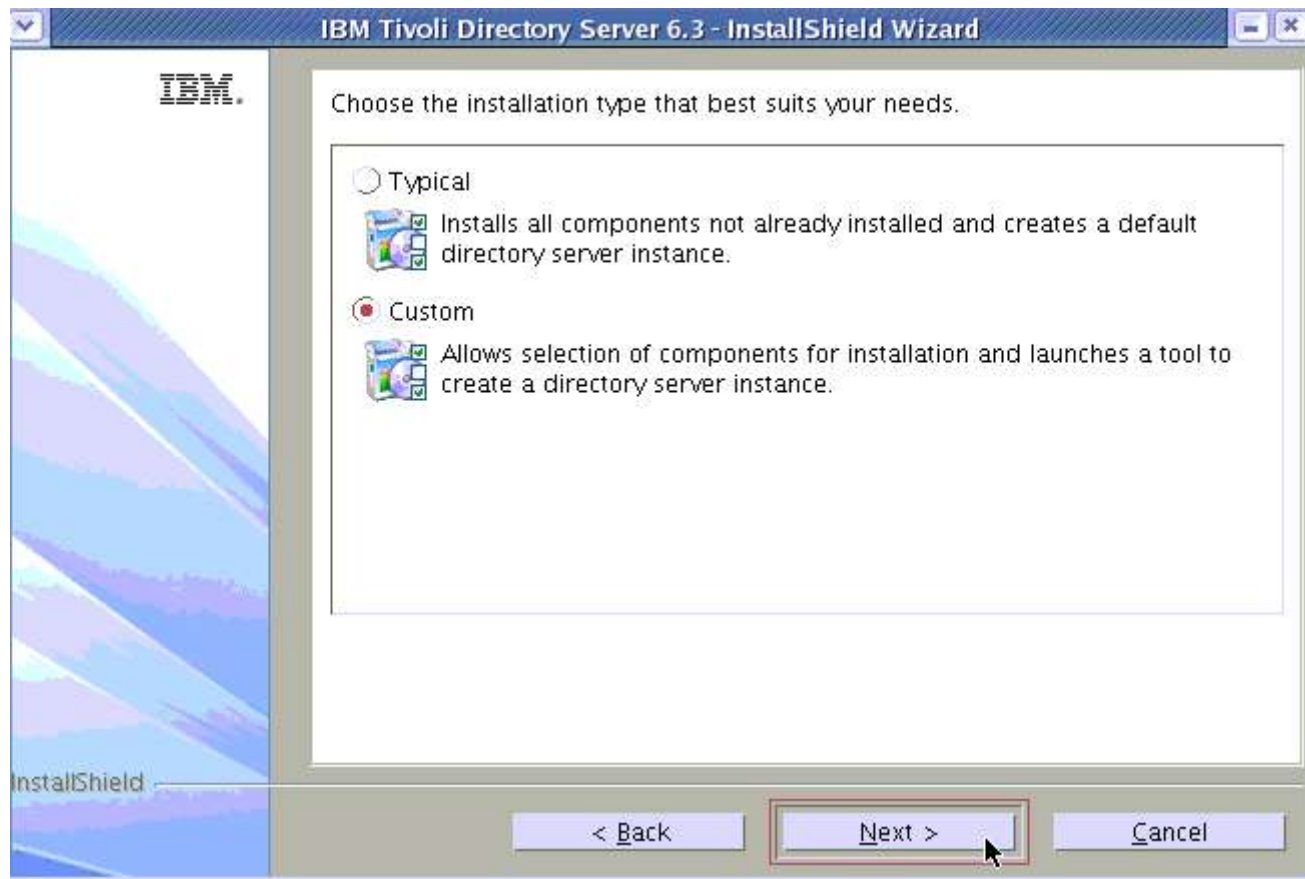 IBM Tivoli Directory Server 6.3 - InstallShield Wizard
IBM.
Choose the installation type that best suits your needs.
Typical
Installs all components not already installed and creates a default
directory server instance.
Custom
Allows selection of components for installation and launches a tool to
create a directory server instance.
InstallShield
< Back
Next >
Cancel